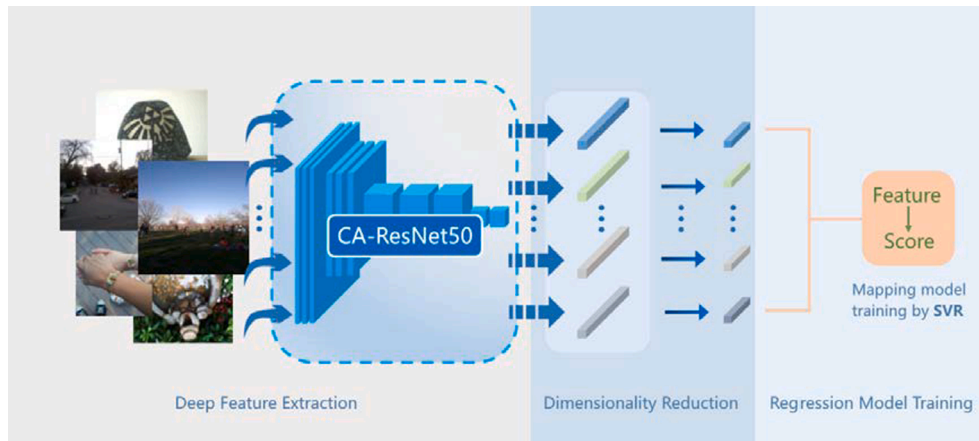 CA-ResNet50
Feature
Score
Mapping model
training by SVR
Deep Feature Extraction
Dimensionality Reduction
Regression Model Training